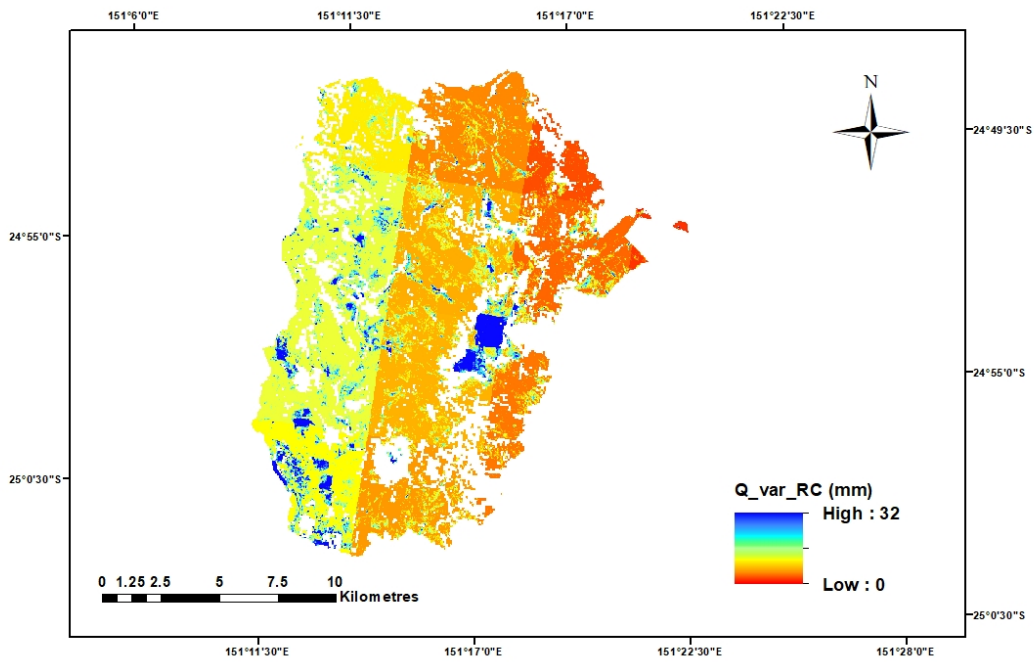 151°6'0"E 151°11'30"E 151°17'0"E 151°22'30"E
N
24°49'30"S
24°55'0"S
24°55'0"S
25°0'30"S
Q_var_RC (mm)
High : 32
Low : 0
0 1.25 2.5 5 7.5 10
Kilometres
25°0'30"S
151°11'30"E 151°17'0"E 151°22'30"E 151°28'0"E